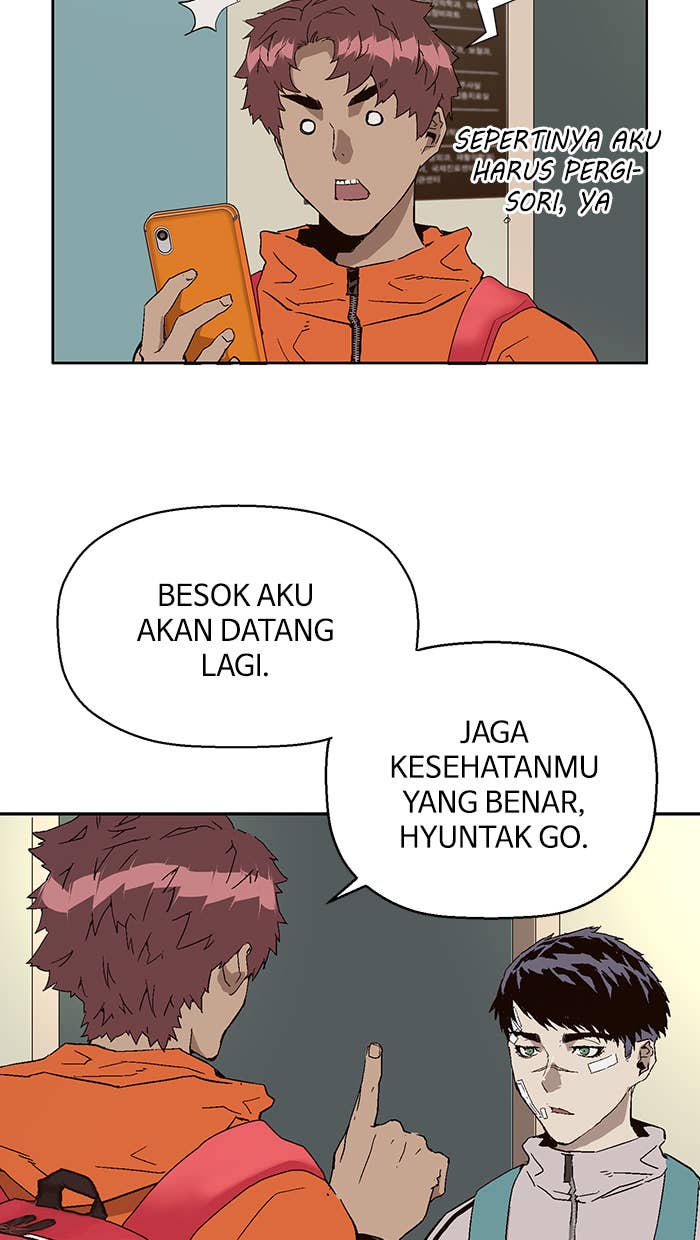 SEPERTINYA AKU
HARUS PERGI-
SORI, YA
BESOK AKU
AKAN DATANG
LAGI.
JAGA
KESEHATANMU
YANG BENAR,
HYUNTAK GO.